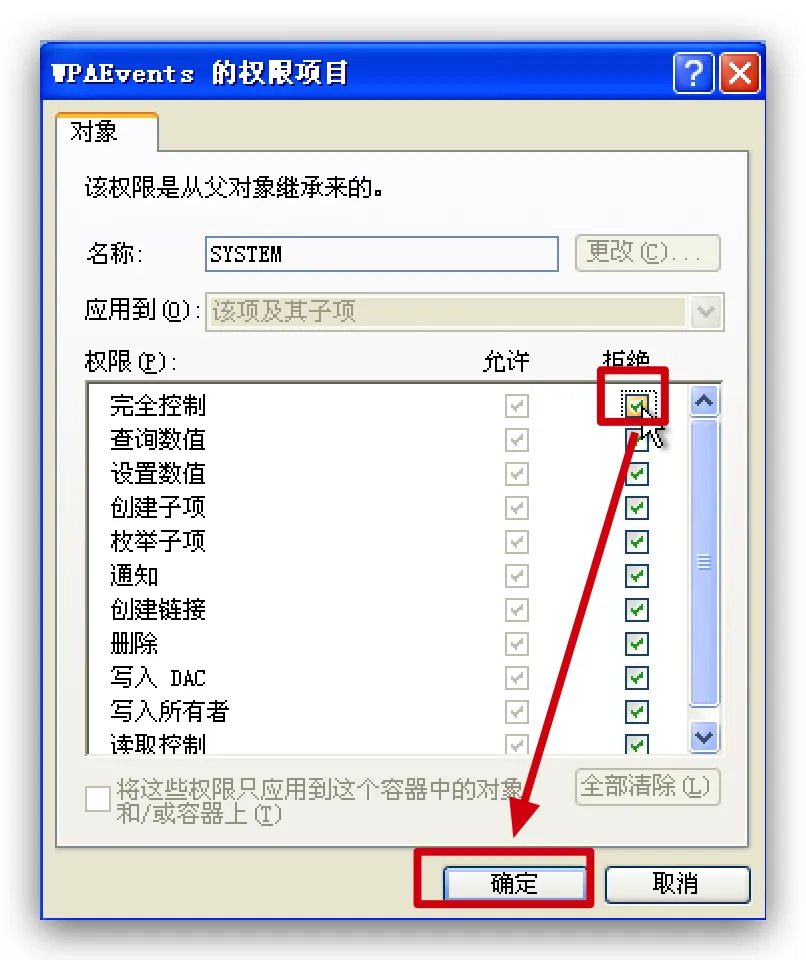 WPAEvents 的权限项目
对象
该权限是从父对象继承来的。
名称: SYSTEM 更改(C)...
应用到(O): 该项及其子项
权限(P): 允许 拒绝
完全控制
查询数值
设置数值
创建子项
枚举子项
通知
创建链接
删除
写入 DAC
写入所有者
读取控制
将这些权限只应用到这个容器中的对象 全部清除(L)
和/或容器上(T)
确定 取消